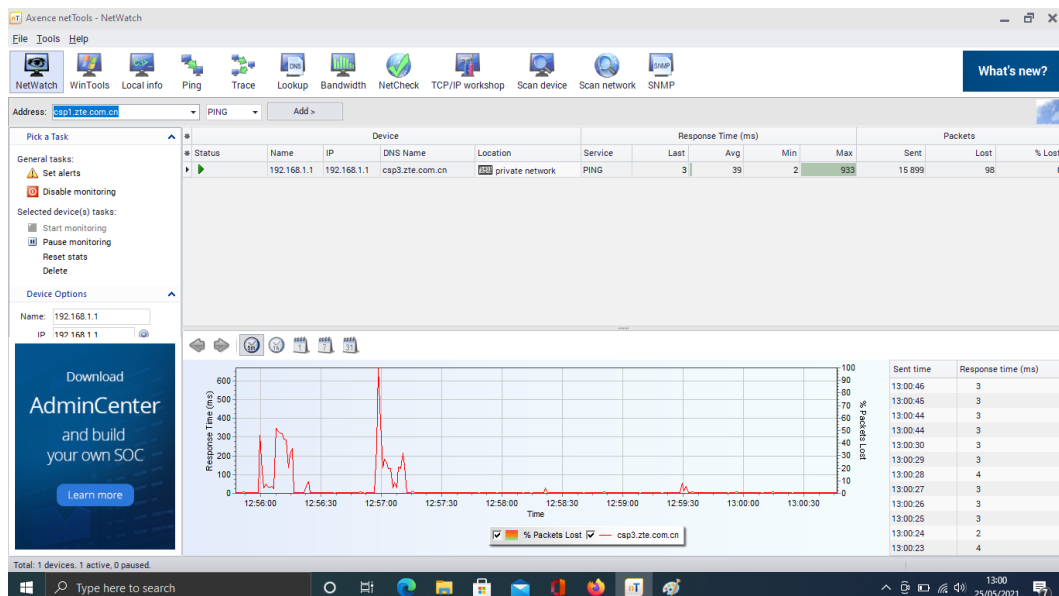 Axence netTools - NetWatch
File Tools Help
NetWatch WinTools Local info Ping Trace Lookup Bandwidth NetCheck TCP/IP workshop Scan device Scan network SNMP
What's new?
Address: csp1.zte.com.cn PING Add >
Pick a Task
General tasks:
Set alerts
Disable monitoring
Selected device(s) tasks:
Start monitoring
Pause monitoring
Reset stats
Delete
Device Options
Name: 192.168.1.1
IP 192.168.1.1
Download
AdminCenter
and build
your own SOC
Learn more
Device Response Time (ms) Packets
Status Name IP DNS Name Location Service Last Avg Min Max Sent Lost % Lost
192.168.1.1 192.168.1.1 csp3.zte.com.cn private network PING 3 39 2 933 15 899 98
Response Time (ms)
600
500
400
300
200
100
0
100
90
80
70
60
50
40
30
20
10
0
% Packets Lost
12:56:00 12:56:30 12:57:00 12:57:30 12:58:00 12:58:30 12:59:00 12:59:30 13:00:00 13:00:30
Time
% Packets Lost csp3.zte.com.cn
Sent time Response time (ms)
13:00:46 3
13:00:45 3
13:00:44 3
13:00:44 3
13:00:30 3
13:00:29 3
13:00:28 4
13:00:27 3
13:00:26 3
13:00:25 3
13:00:24 2
13:00:23 4
Total: 1 devices. 1 active, 0 paused.
Type here to search
nT
13:00
25/05/2021
7